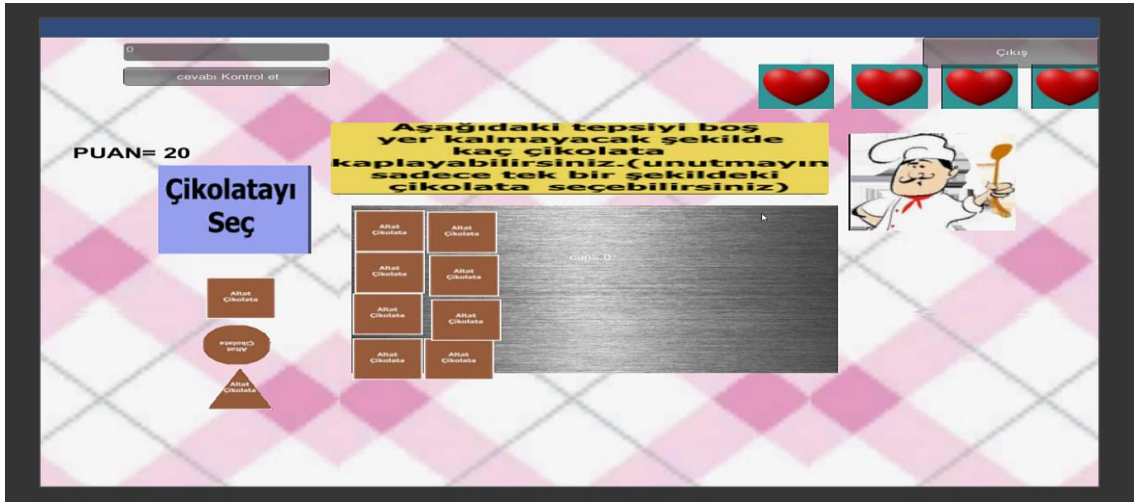 0
Çıkış
cevabı Kontrol et
Aşağıdaki tepsiyi boş
yer kalmayacak şekilde
kaç çikolata
kaplayabilirsiniz.(unutmayın
sadece tek bir şekildeki
çikolata seçebilirsiniz)
PUAN= 20
Çikolatayı
Seç
Altat
Çikolata
Altat
Çikolata
Altat
Çikolata
Altat
Çikolata
Altat
Çikolata
Altat
Çikolata
Altat
Çikolata
Altat
Çikolata
can= 0
Altat
Çikolata
Altat
Çikolata
Altat
Çikolata